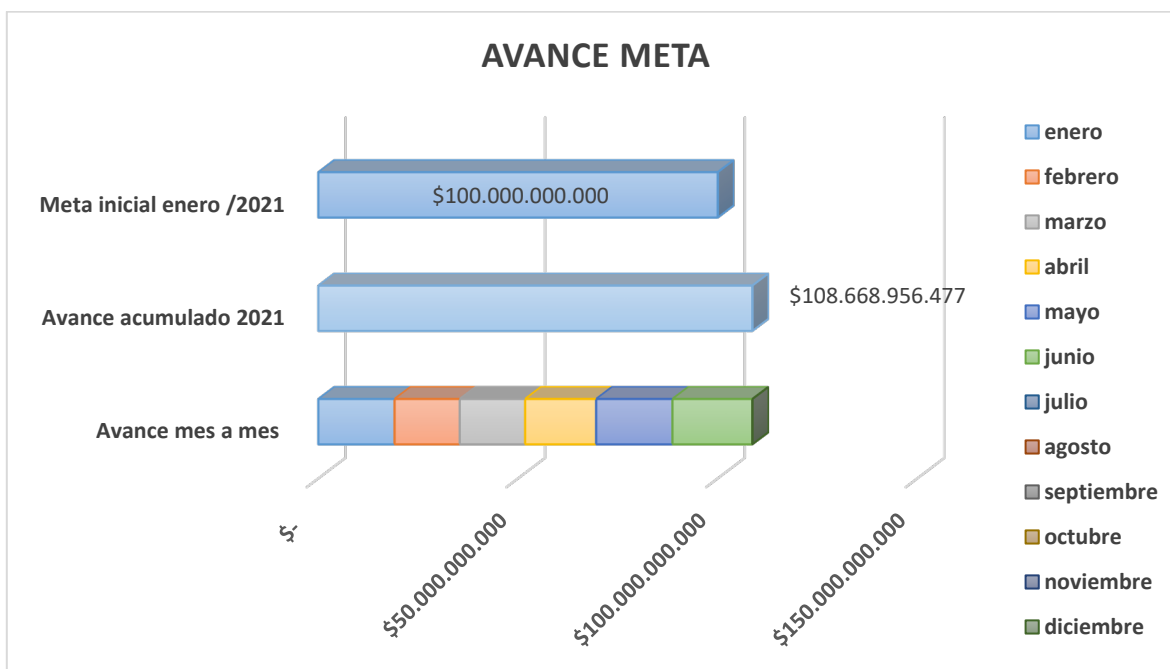 AVANCE META
Meta inicial enero /2021
$100.000.000.000
Avance acumulado 2021
$108.668.956.477
Avance mes a mes
$-
$50.000.000.000
$100.000.000.000
$150.000.000.000
enero
febrero
marzo
abril
mayo
junio
julio
agosto
septiembre
octubre
noviembre
diciembre